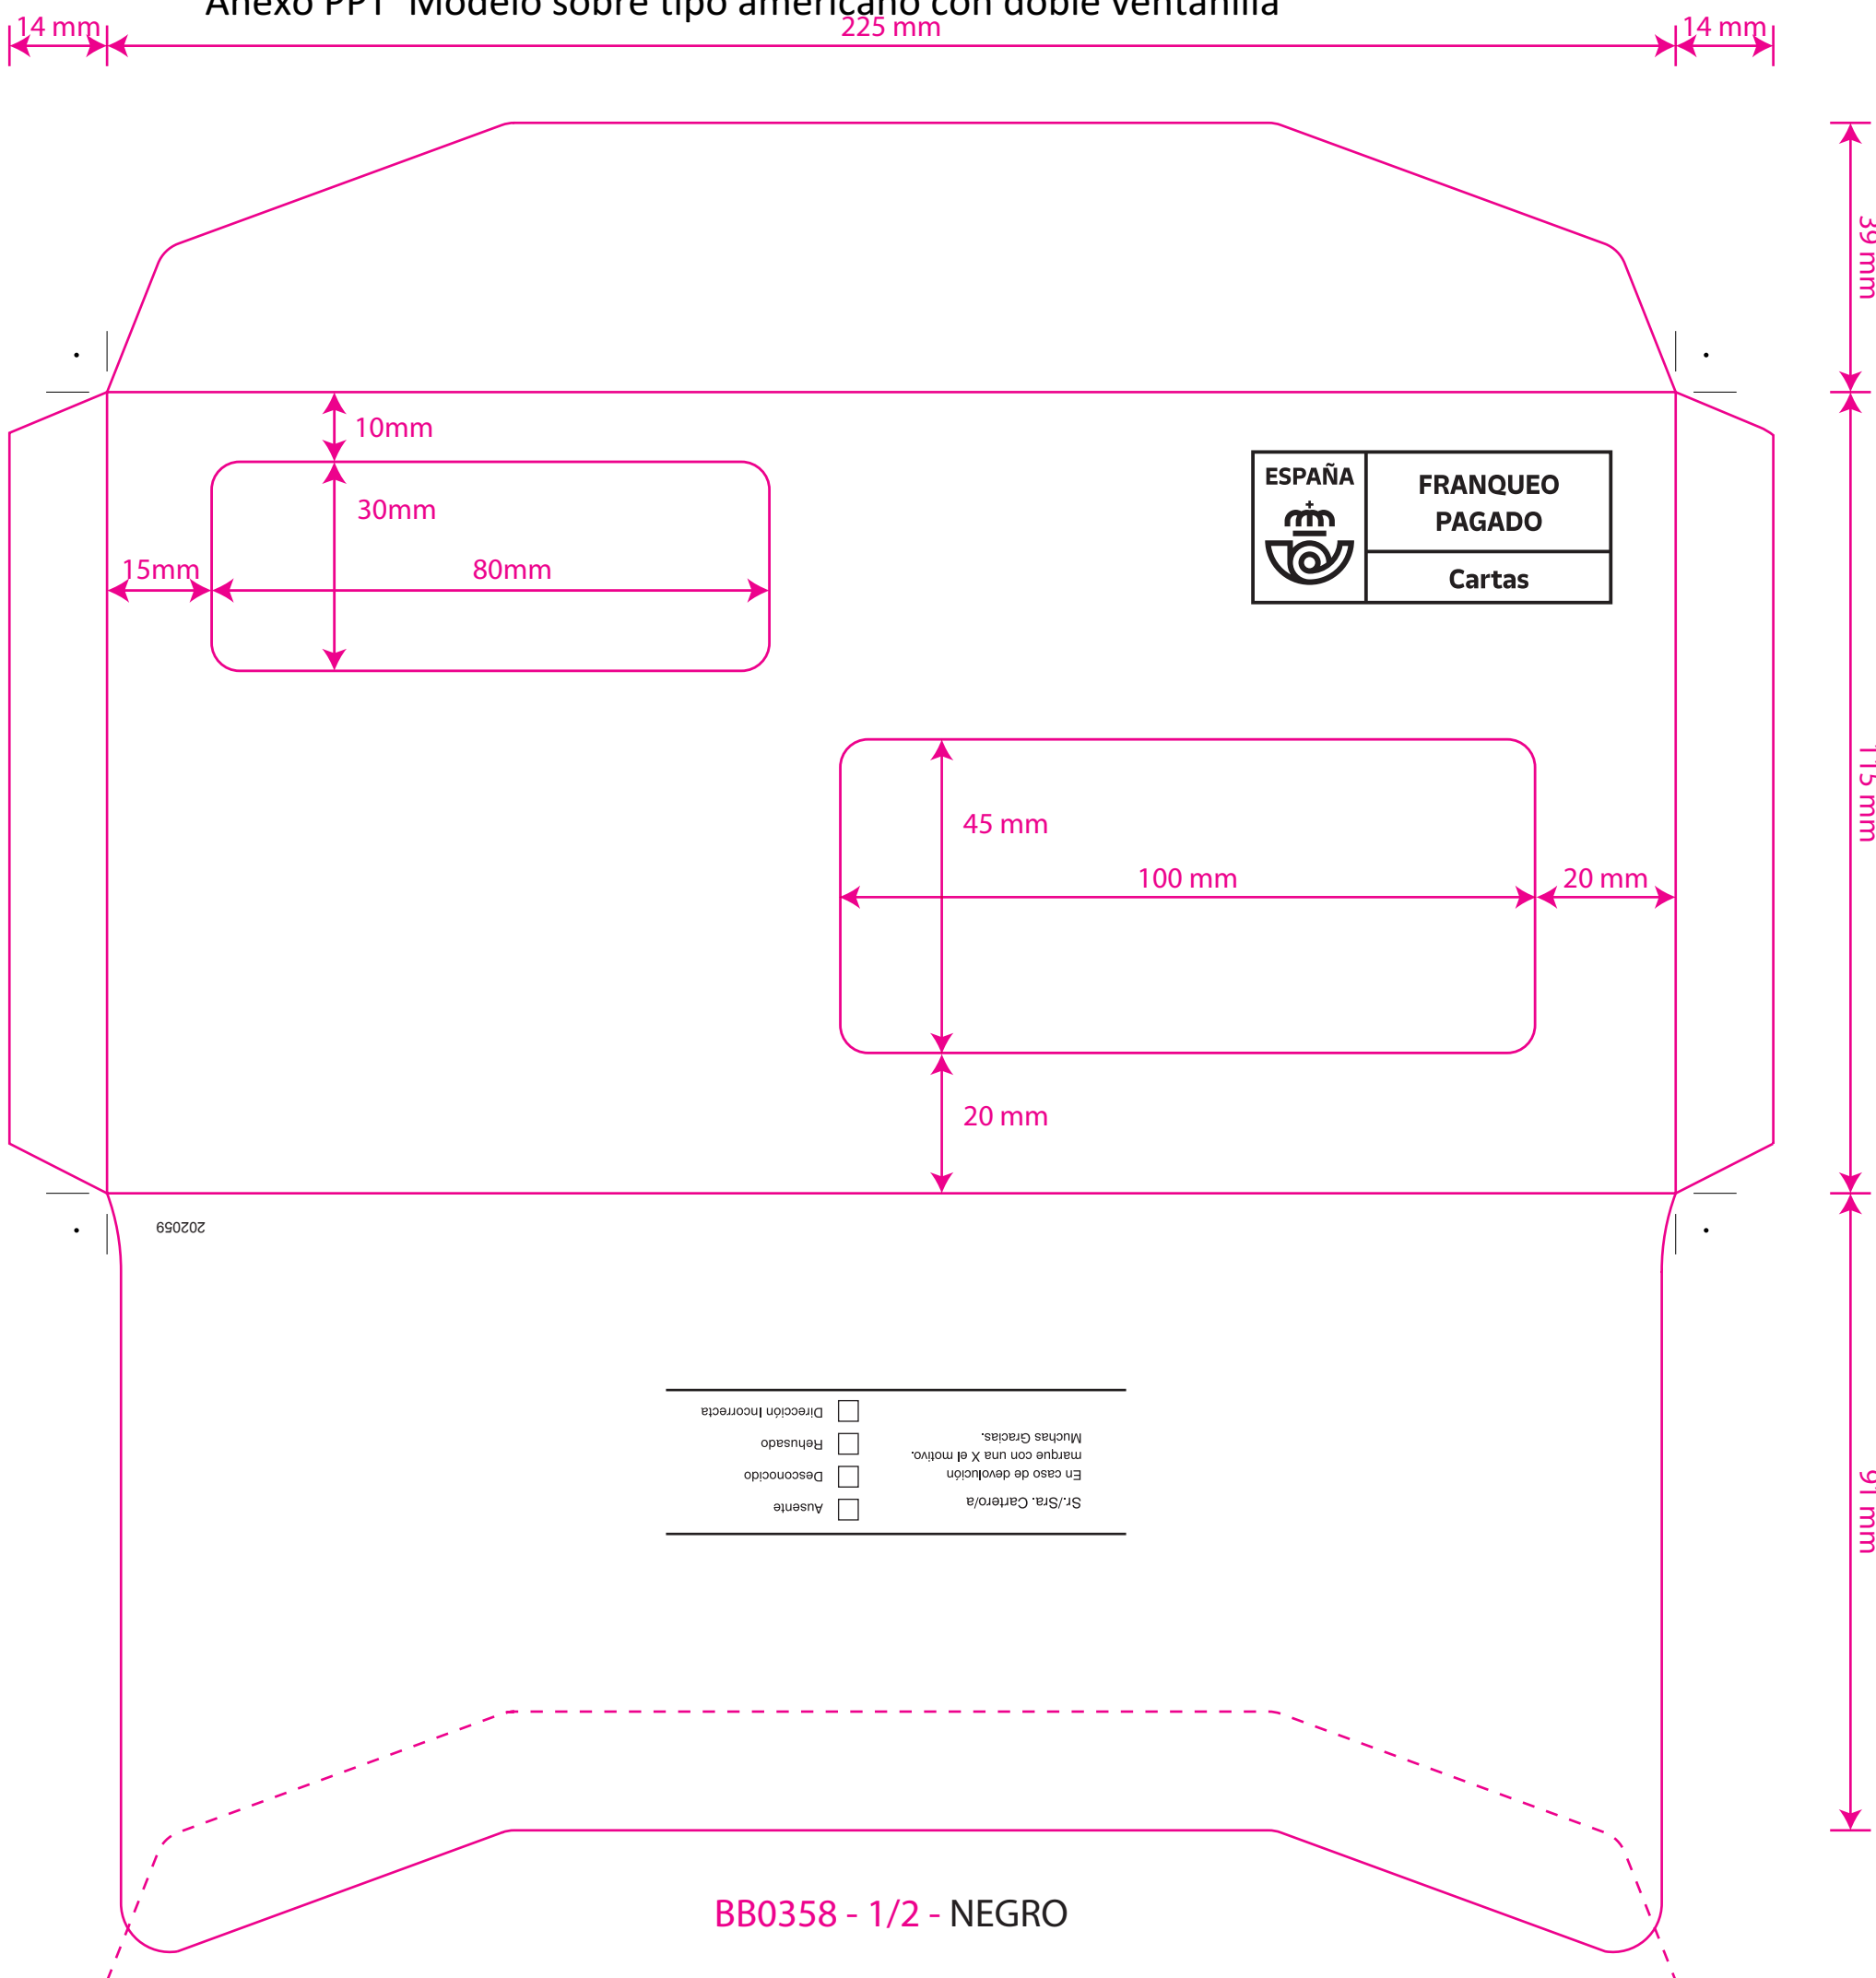 Anexo PPT Modelo sobre tipo americano con doble ventanilla
14 mm 225 mm 14 mm
39 mm
10mm
30mm
15mm 80mm
ESPAÑA
FRANQUEO
PAGADO
Cartas
115 mm
45 mm
100 mm 20 mm
20 mm
202059
91 mm
Sr./Sra. Cartero/a
En caso de devolución
marque con una X el motivo.
Muchas Gracias.
Ausente
Desconocido
Rehusado
Dirección Incorrecta
BB0358 - 1/2 - NEGRO